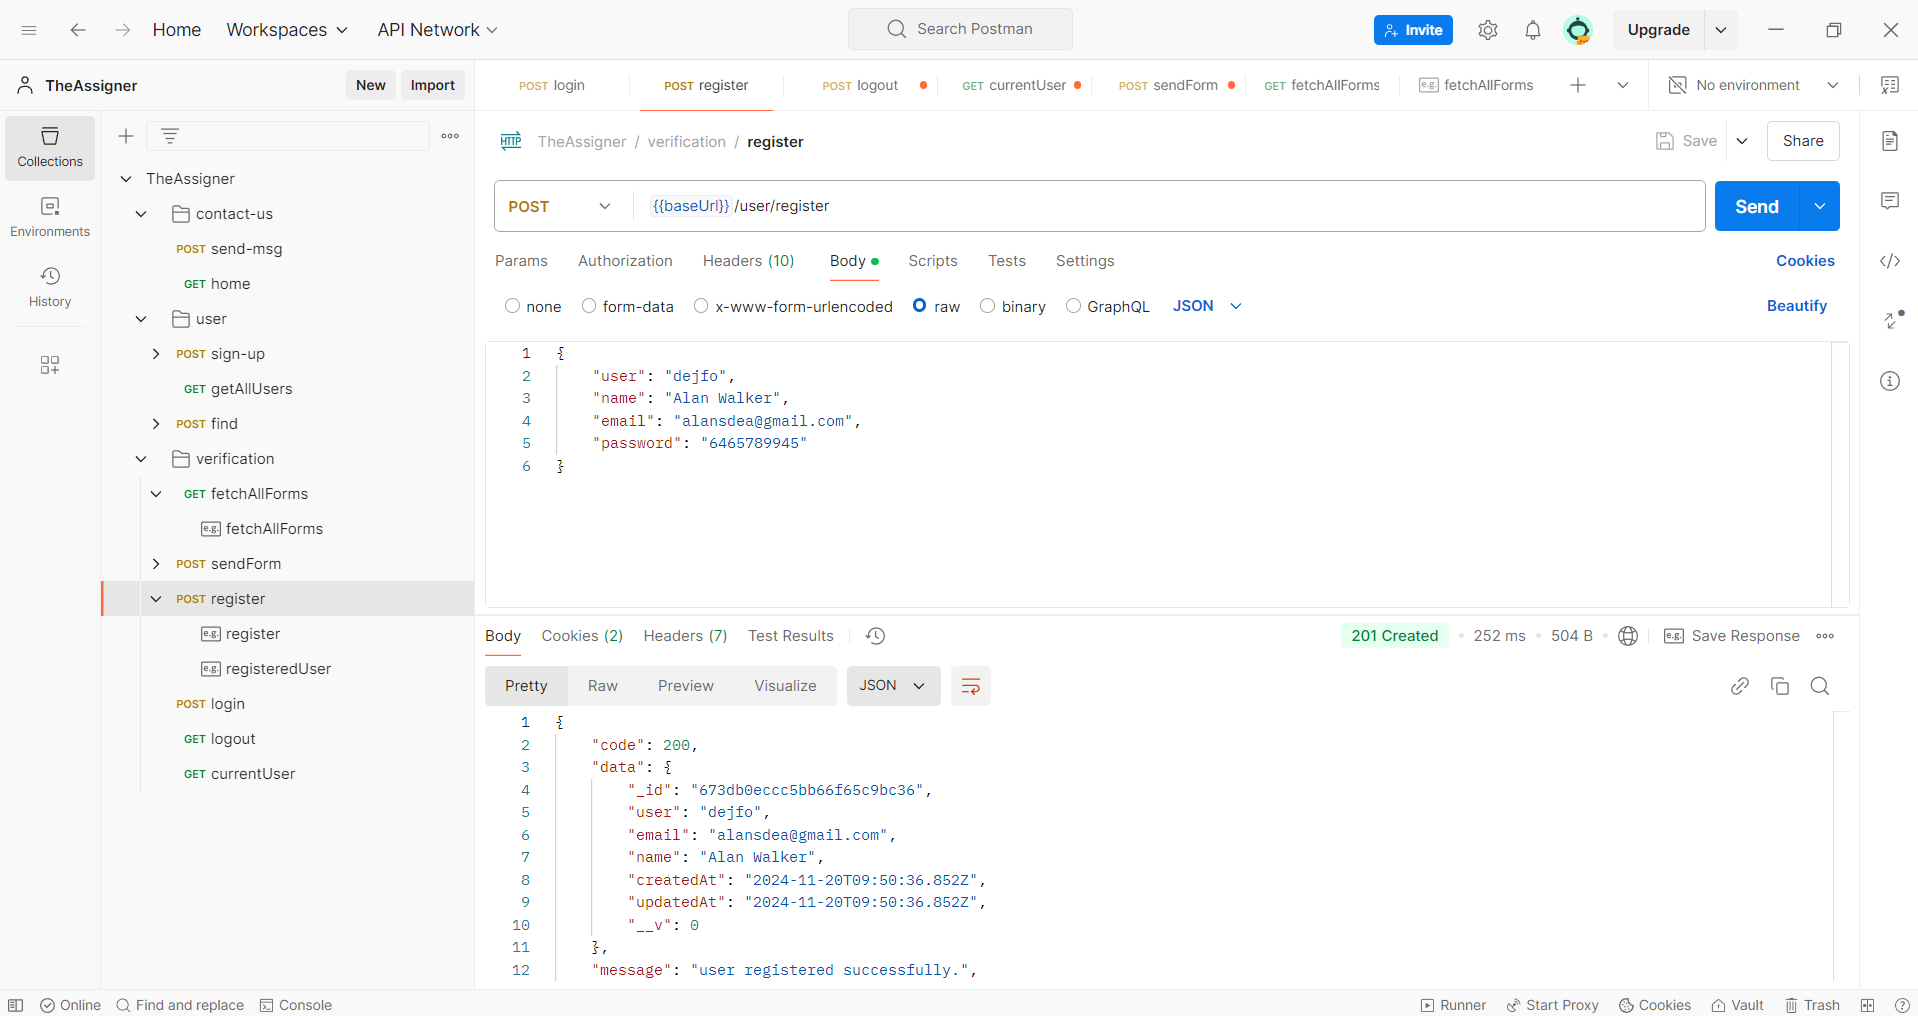 Home Workspaces API Network Search Postman Invite Upgrade
TheAssigner New Import
POST login POST register POST logout GET currentUser POST sendForm GET fetchAllForms e.g. fetchAllForms No environment
Collections
Environments
History
TheAssigner
contact-us
POST send-msg
GET home
user
POST sign-up
GET getAllUsers
POST find
verification
GET fetchAllForms
e.g. fetchAllForms
POST sendForm
POST register
e.g. register
e.g. registeredUser
POST login
GET logout
GET currentUser
HTTP TheAssigner / verification / register Save Share
POST {{baseUrl}} /user/register Send
Params Authorization Headers (10) Body Scripts Tests Settings Cookies
none form-data x-www-form-urlencoded raw binary GraphQL JSON Beautify
1 {
2 "user": "dejfo",
3 "name": "Alan Walker",
4 "email": "alansdea@gmail.com",
5 "password": "6465789945"
6 }
Body Cookies (2) Headers (7) Test Results 201 Created 252 ms 504 B e.g. Save Response
Pretty Raw Preview Visualize JSON
1 {
2 "code": 200,
3 "data": {
4 "_id": "673db0eccc5bb66f65c9bc36",
5 "user": "dejfo",
6 "email": "alansdea@gmail.com",
7 "name": "Alan Walker",
8 "createdAt": "2024-11-20T09:50:36.852Z",
9 "updatedAt": "2024-11-20T09:50:36.852Z",
10 "__v": 0
11 },
12 "message": "user registered successfully.",
Online Find and replace Console Runner Start Proxy Cookies Vault Trash